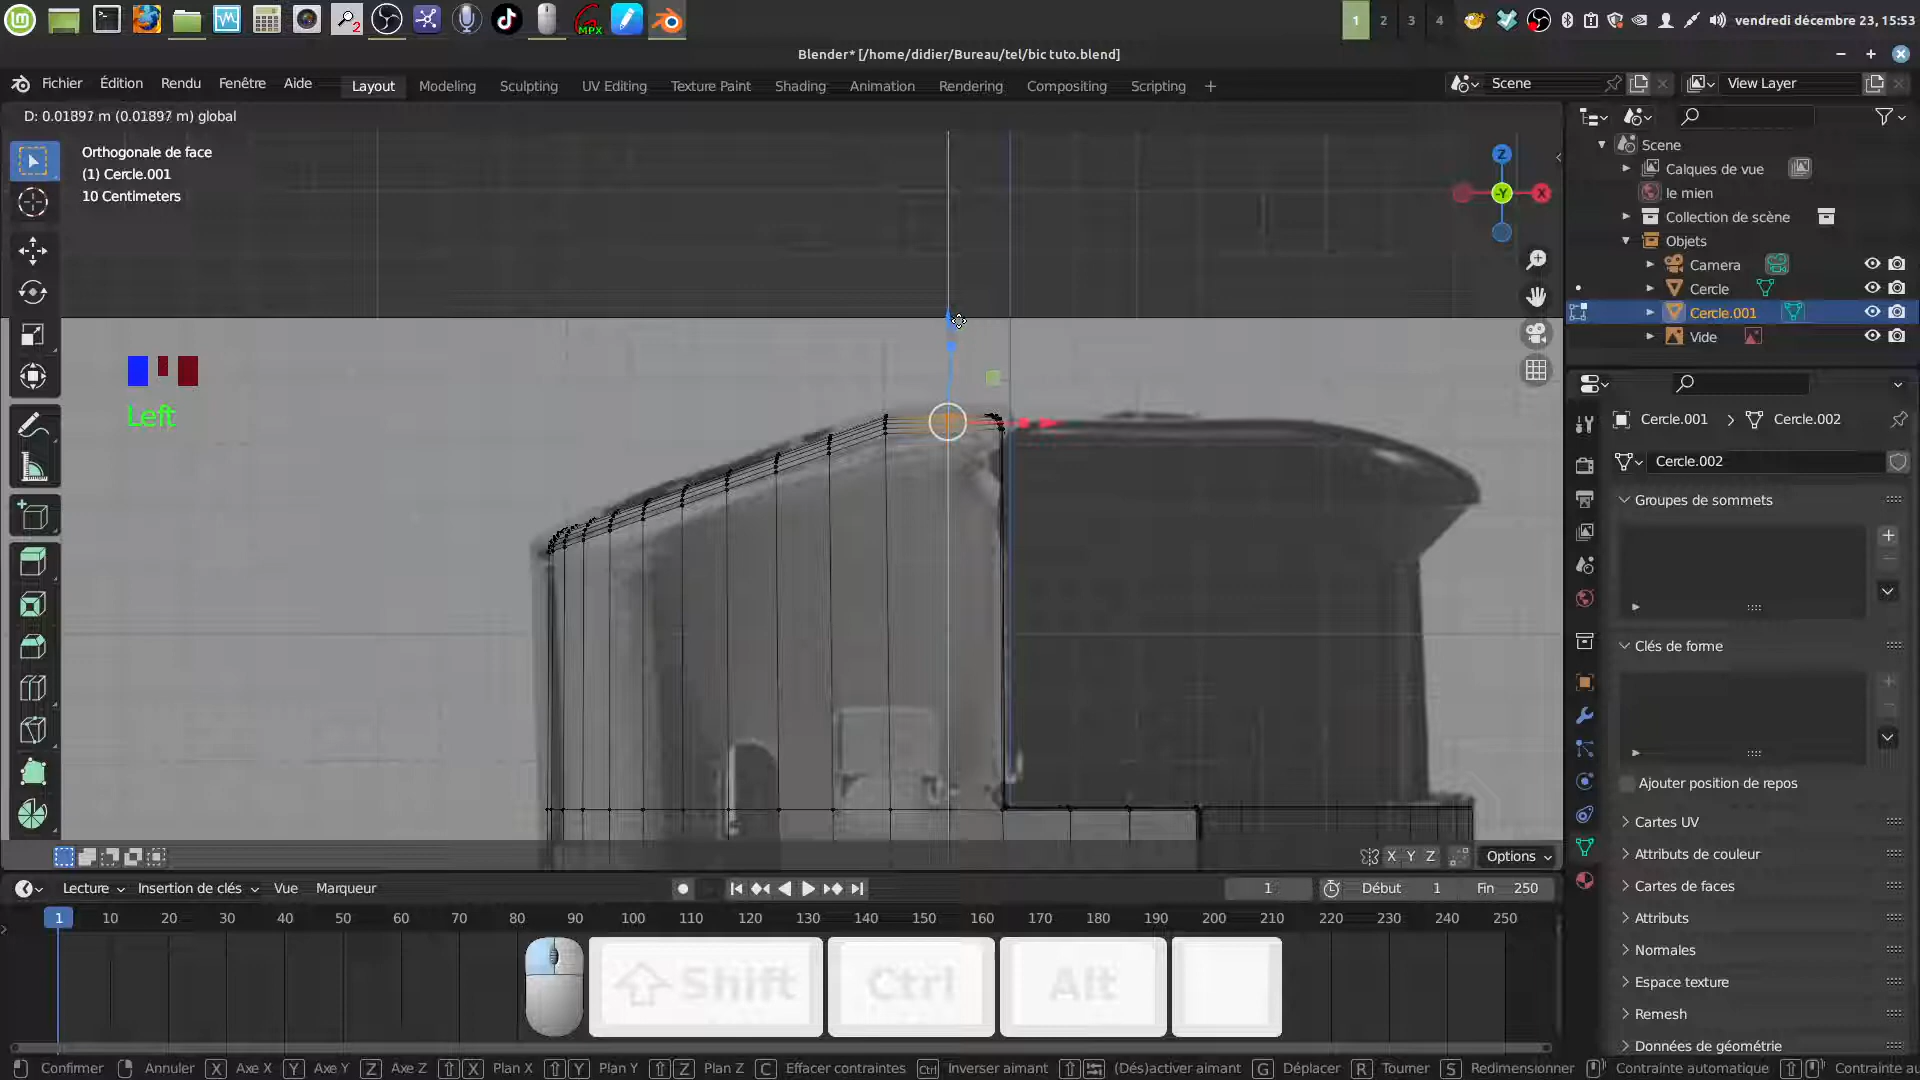 1 2 3 4 vendredi décembre 23, 15:53
Blender* [/home/didier/Bureau/tel/bic tuto.blend]
Fichier Édition Rendu Fenêtre Aide Layout Modeling Sculpting UV Editing Texture Paint Shading Animation Rendering Compositing Scripting + Scene View Layer
D: 0.01897 m (0.01897 m) global
Orthogonale de face
(1) Cercle.001
10 Centimeters
Z
-Y X
Left
Scene
Calques de vue
le mien
Collection de scène
Objets
Camera
Cercle
Cercle.001
Vide
Cercle.001 Cercle.002
Cercle.002
Groupes de sommets
Clés de forme
Ajouter position de repos
Cartes UV
Attributs de couleur
Cartes de faces
Attributs
Normales
Espace texture
Remesh
Données de géométrie
X Y Z Options
Lecture Insertion de clés Vue Marqueur 1 Début 1 Fin 250
1 10 20 30 40 50 60 70 80 90 100 110 120 130 140 150 160 170 180 190 200 210 220 230 240 250
Shift Ctrl Alt
Confirmer Annuler X Axe X Y Axe Y Z Axe Z X Plan X Y Plan Y Z Plan Z C Effacer contraintes Ctrl Inverser aimant (Dés)activer aimant G Déplacer R Tourner S Redimensionner Contrainte automatique Contrainte au